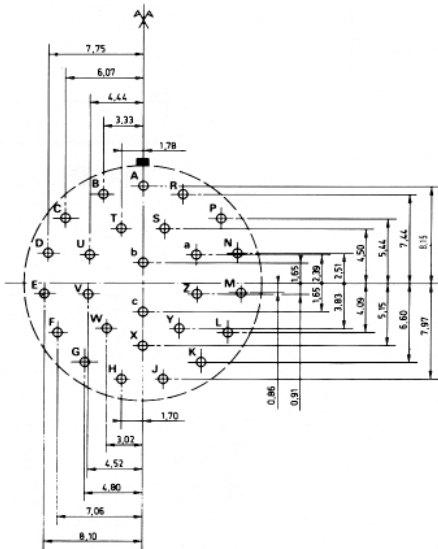 A A
7,75
6,07
4,44
3,33
1,78
A
B R
C P
T S
D U b a N
E V Z M
c
F W Y L
X
G K
H J
1,65 2,39 2,51 4,50 5,44 7,44 8,15
0,86 0,91 1,65 3,83 4,09 5,15 6,60 7,97
1,70
3,02
4,52
4,80
7,06
8,10